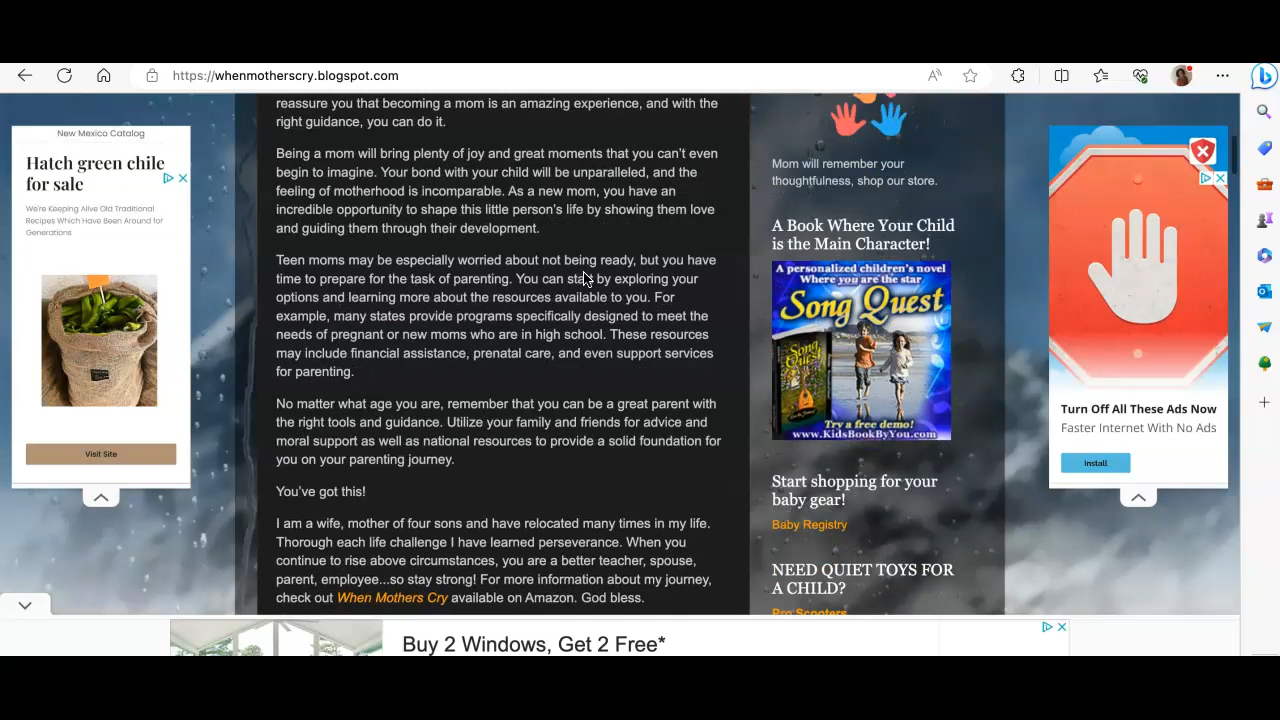 https://whenmotherscry.blogspot.com
New Mexico Catalog
Hatch green chile
for sale
We're Keeping Alive Old Traditional
Recipes Which Have Been Around for
Generations
Visit Site
reassure you that becoming a mom is an amazing experience, and with the
right guidance, you can do it.
Being a mom will bring plenty of joy and great moments that you can't even
begin to imagine. Your bond with your child will be unparalleled, and the
feeling of motherhood is incomparable. As a new mom, you have an
incredible opportunity to shape this little person's life by showing them love
and guiding them through their development.
Teen moms may be especially worried about not being ready, but you have
time to prepare for the task of parenting. You can start by exploring your
options and learning more about the resources available to you. For
example, many states provide programs specifically designed to meet the
needs of pregnant or new moms who are in high school. These resources
may include financial assistance, prenatal care, and even support services
for parenting.
No matter what age you are, remember that you can be a great parent with
the right tools and guidance. Utilize your family and friends for advice and
moral support as well as national resources to provide a solid foundation for
you on your parenting journey.
You've got this!
I am a wife, mother of four sons and have relocated many times in my life.
Thorough each life challenge I have learned perseverance. When you
continue to rise above circumstances, you are a better teacher, spouse,
parent, employee...so stay strong! For more information about my journey,
check out When Mothers Cry available on Amazon. God bless.
Mom will remember your
thoughtfulness, shop our store.
A Book Where Your Child
is the Main Character!
A personalized children's novel
Where you are the star
Song Quest
Song
Quest
Try a free demo!
www.KidsBookByYou.com
Start shopping for your
baby gear!
Baby Registry
NEED QUIET TOYS FOR
A CHILD?
Pro Scooters
Turn Off All These Ads Now
Faster Internet With No Ads
Install
Buy 2 Windows, Get 2 Free*